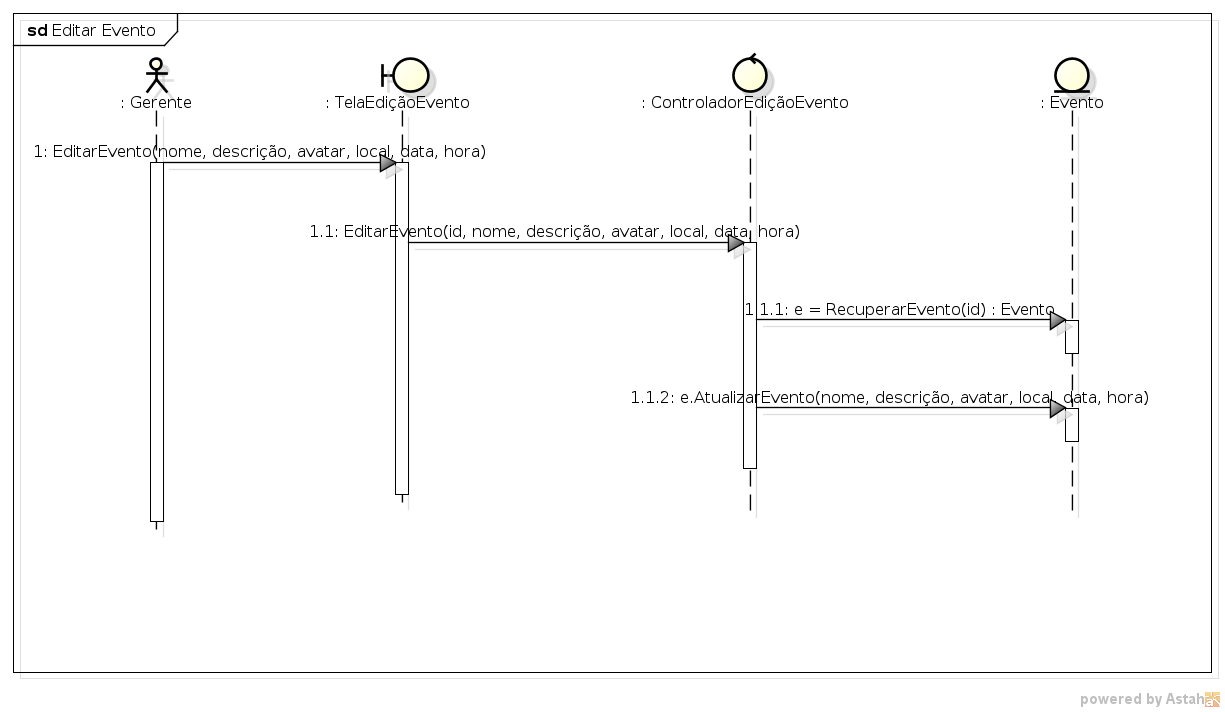 sd Editar Evento
: Gerente
: TelaEdiçãoEvento
: ControladorEdiçãoEvento
: Evento
1: EditarEvento(nome, descrição, avatar, local, data, hora)
1.1: EditarEvento(id, nome, descrição, avatar, local, data, hora)
1.1.1: e = RecuperarEvento(id) : Evento
1.1.2: e.AtualizarEvento(nome, descrição, avatar, local, data, hora)
powered by Astah